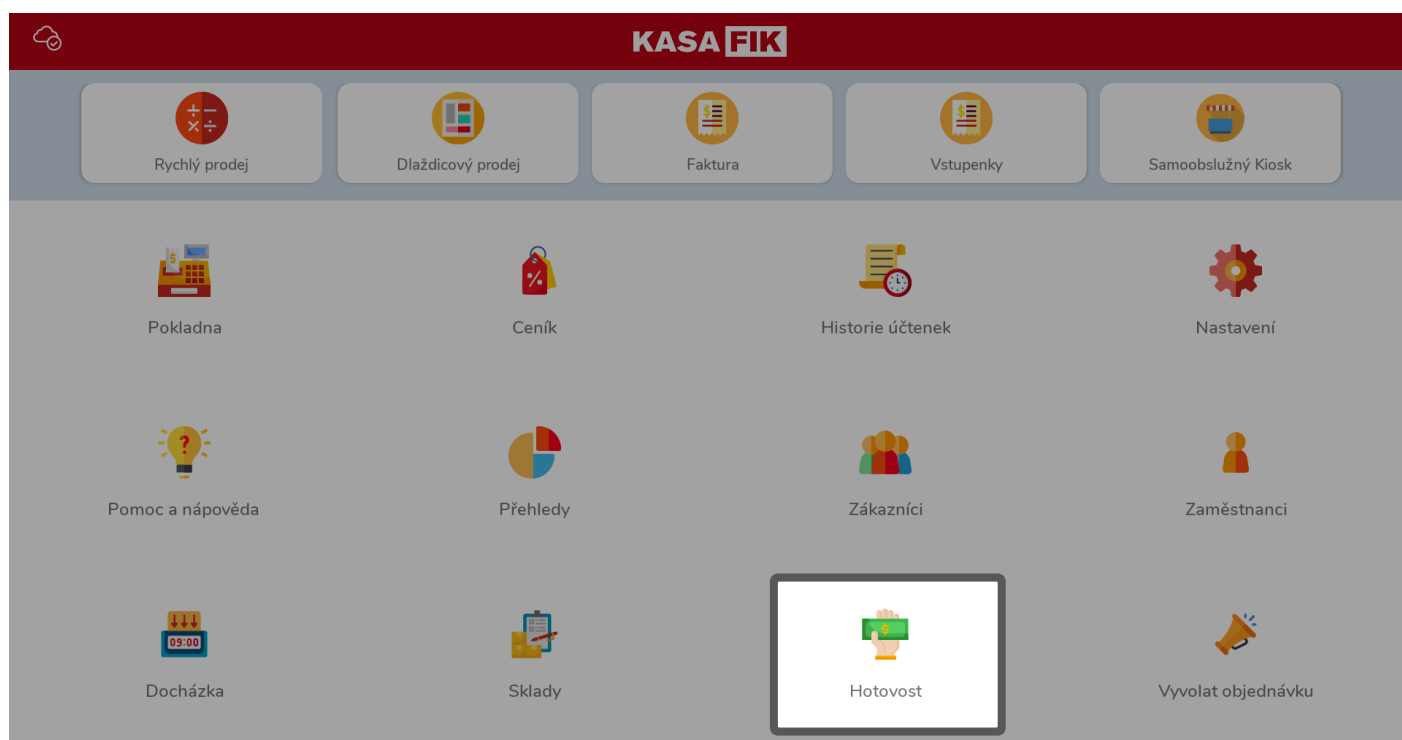 KASA FIK
Rychlý prodej
Dlaždicový prodej
Faktura
Vstupenky
Samoobslužný Kiosk
Pokladna
Ceník
Historie účtenek
Nastavení
Pomoc a nápověda
Přehledy
Zákazníci
Zaměstnanci
09:00
Docházka
Sklady
Hotovost
Vyvolat objednávku